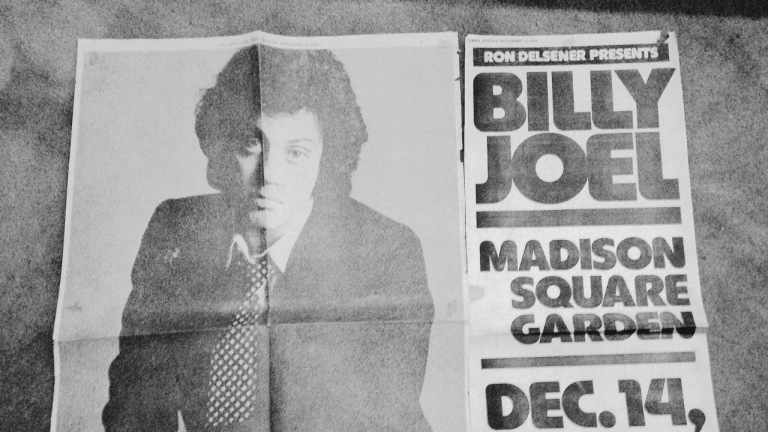 RON DELSENER PRESENTS
BILLY
JOEL
MADISON
SQUARE
GARDEN
DEC. 14,